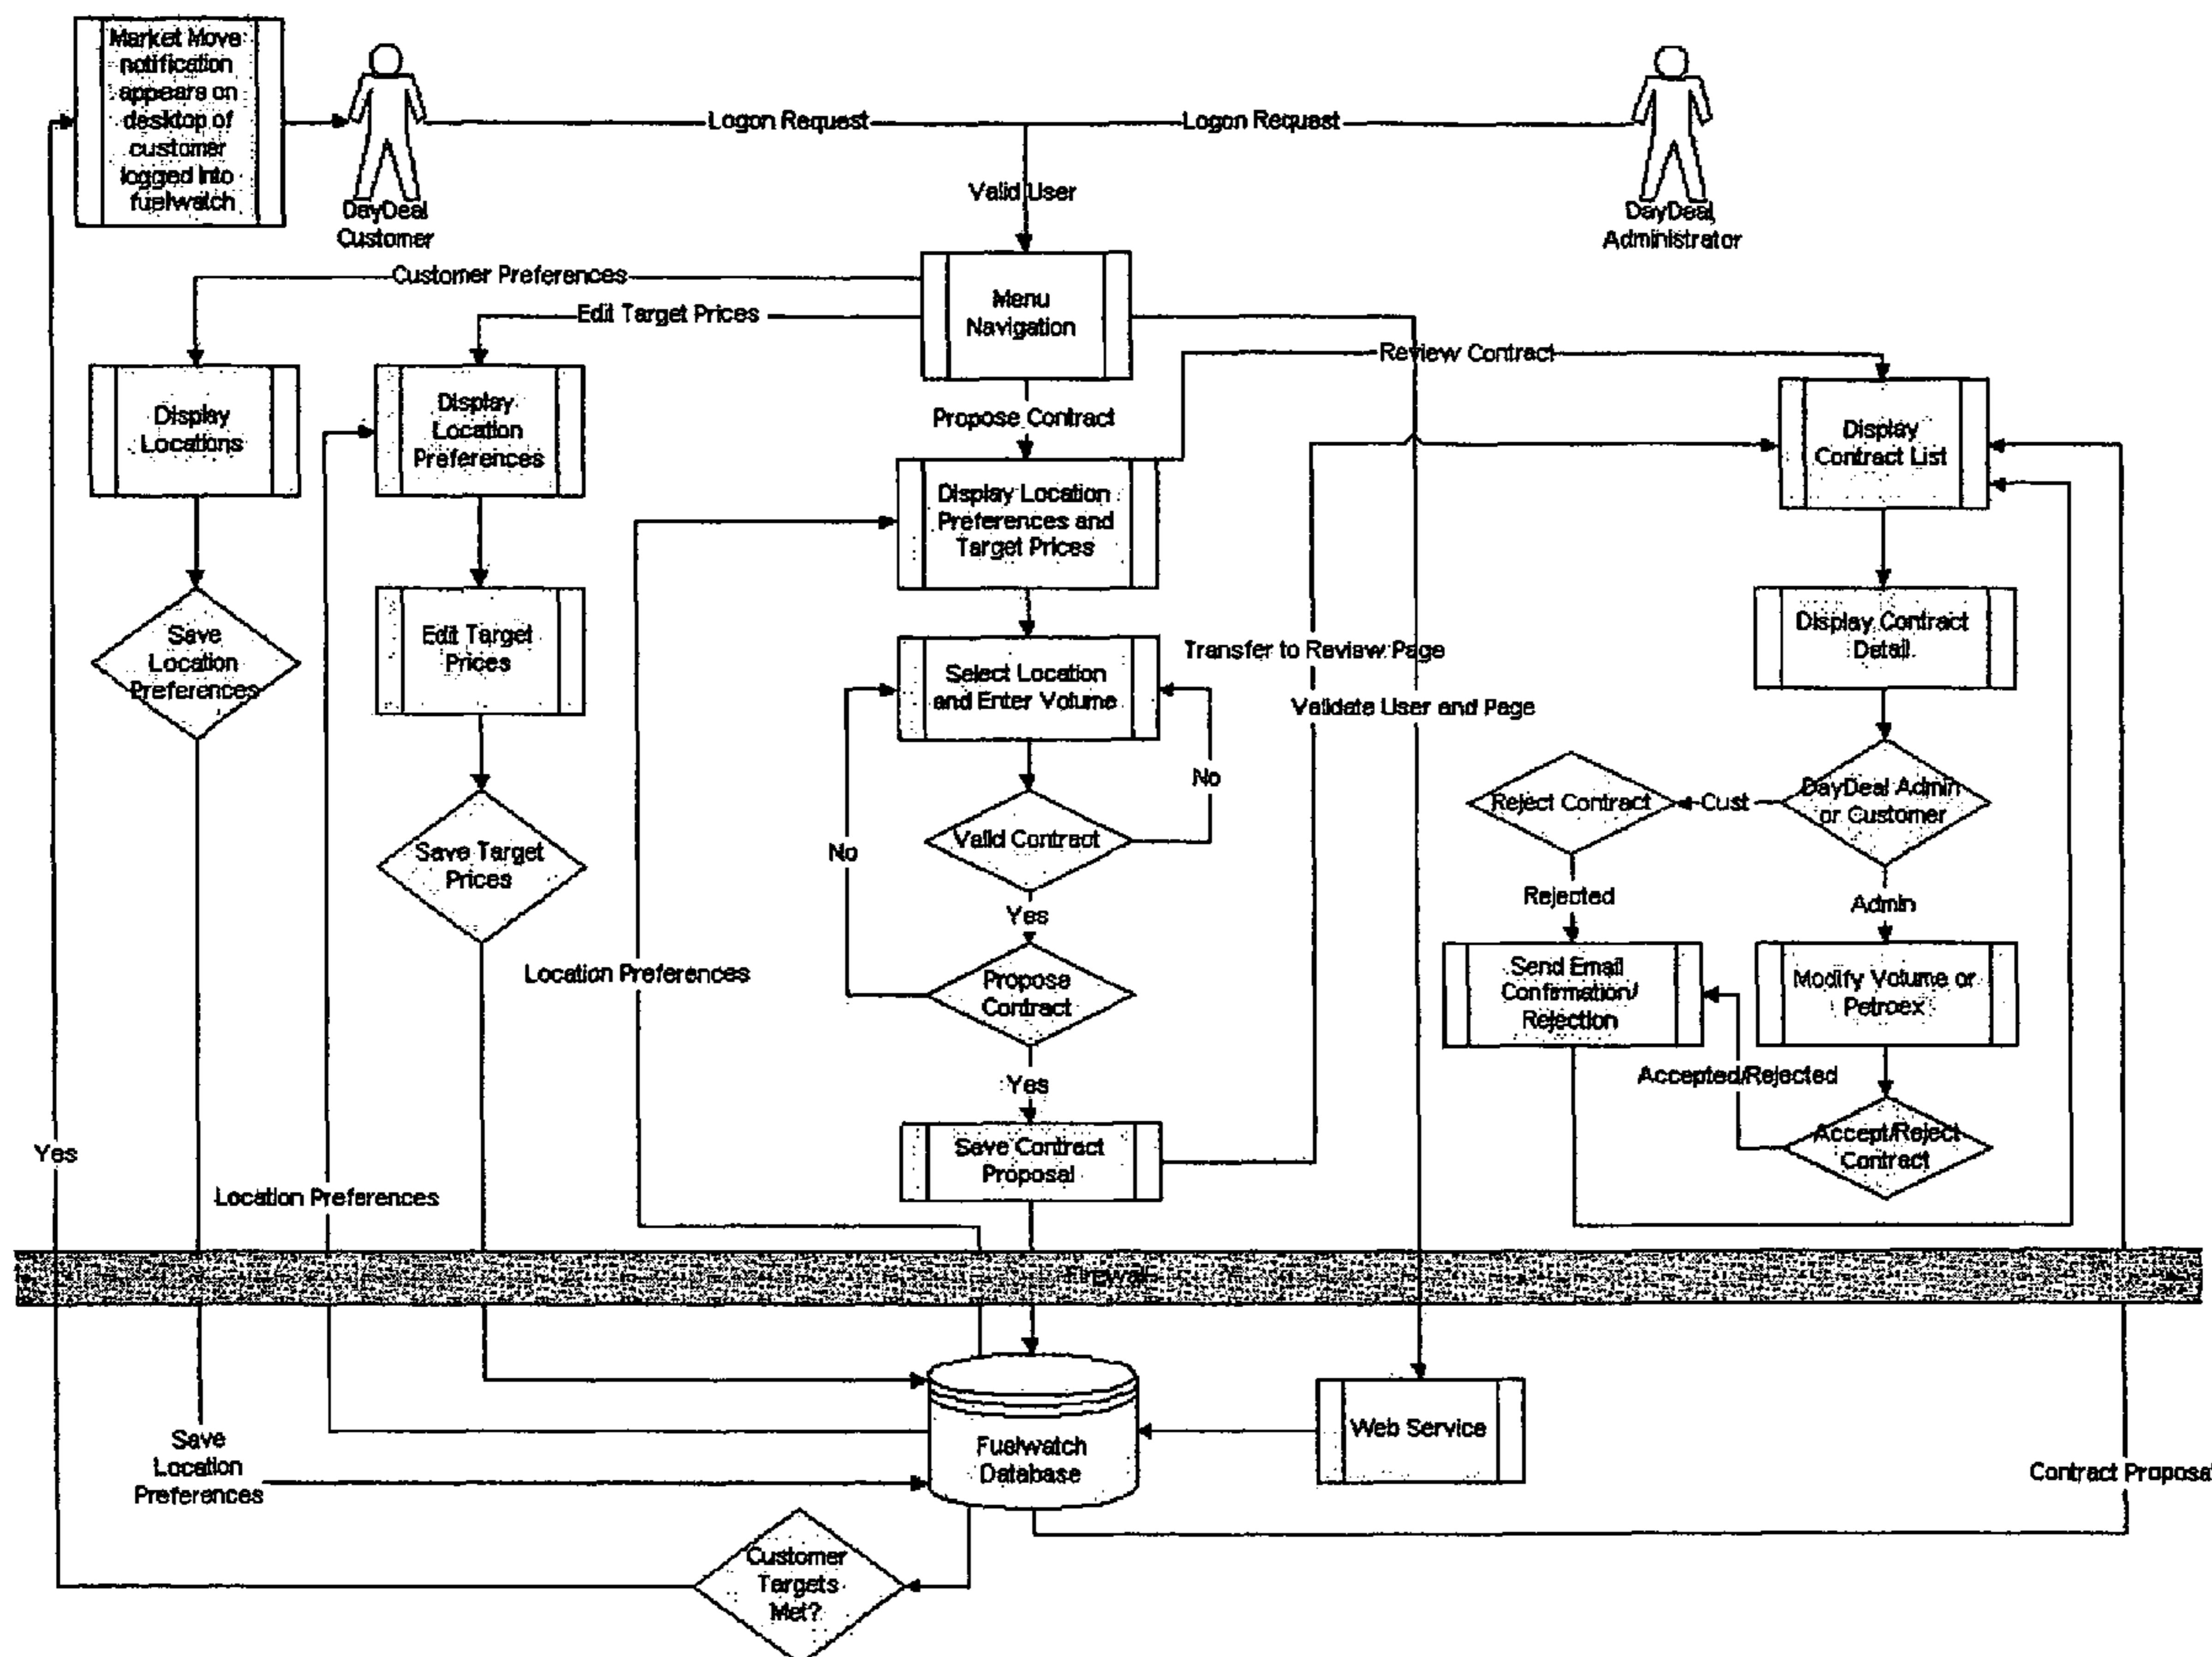 Market Move
notification
appears on
desktop of
customer
logged into
fuelwatch
DayDeal
Customer
Logon Request
Logon Request
DayDeal
Administrator
Valid User
Customer Preferences
Edit Target Prices
Menu
Navigation
Review Contract
Propose Contract
Display
Locations
Display
Location
Preferences
Display
Contract List
Display Location
Preferences and
Target Prices
Save
Location
Preferences
Edit Target
Prices
Select Location
and Enter Volume
Transfer to Review Page
Validate User and Page
Display Contract
Detail
No
No
Valid Contract
Reject Contract
Cust
DayDeal Admin
or Customer
Save Target
Prices
Yes
Rejected
Admin
Location Preferences
Propose
Contract
Send Email
Confirmation/
Rejection
Modify Volume or
Petroex
Yes
Accepted/Rejected
Accept/Reject
Contract
Save Contract
Proposal
Yes
Location Preferences
Firewall
Fuelwatch
Database
Web Service
Save
Location
Preferences
Contract Proposal
Customer
Targets
Met?